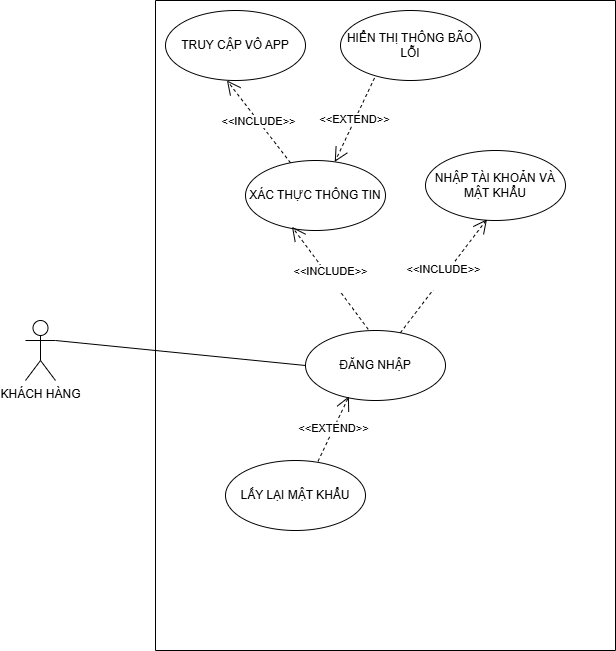 TRUY CẬP VÔ APP
HIỂN THỊ THÔNG BÃO
LỖI
<<INCLUDE>>
<<EXTEND>>
XÁC THỰC THÔNG TIN
NHẬP TÀI KHOẢN VÀ
MẬT KHẨU
<<INCLUDE>>
<<INCLUDE>>
ĐĂNG NHẬP
KHÁCH HÀNG
<<EXTEND>>
LẤY LẠI MẬT KHẨU